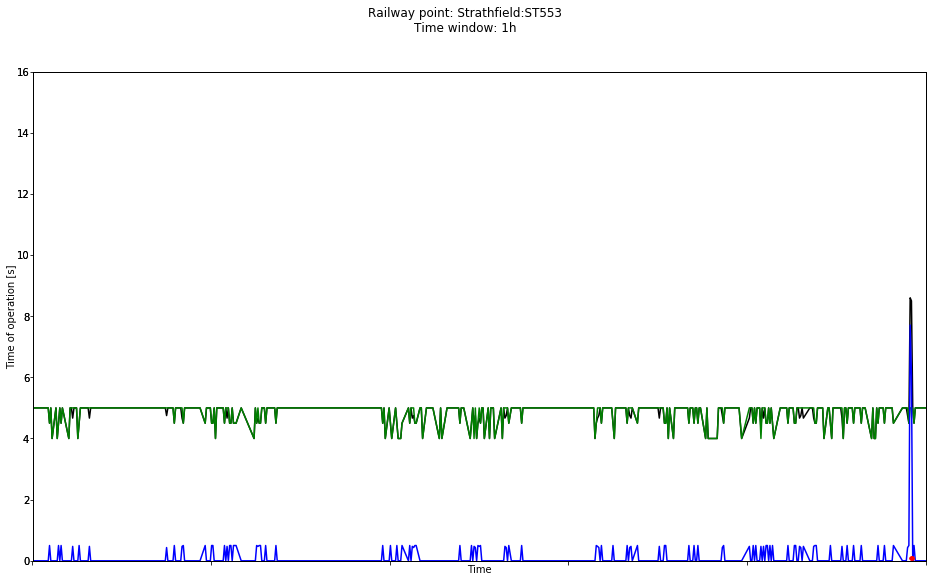 Railway point: Strathfield:ST553
Time window: 1h
16
14
12
10
8
6
4
2
0
Time of operation [s]
Time